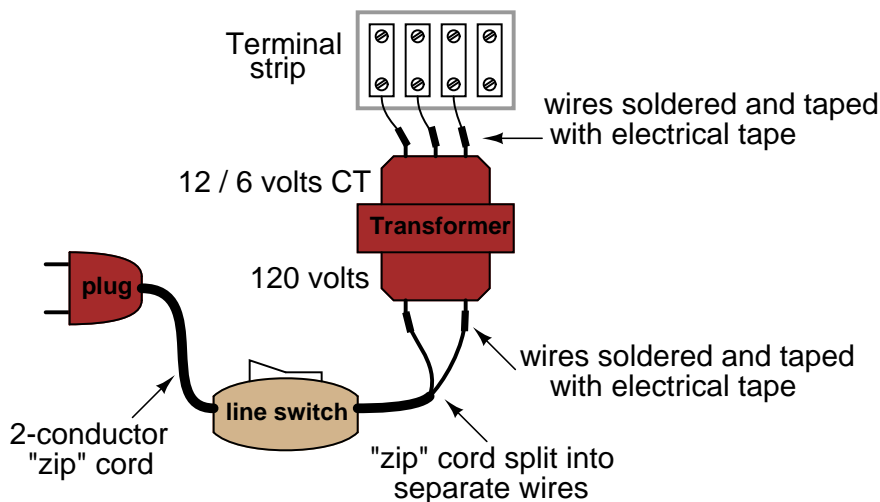 Terminal
strip
wires soldered and taped
with electrical tape
12 / 6 volts CT
Transformer
120 volts
plug
wires soldered and taped
with electrical tape
line switch
2-conductor
"zip" cord
"zip" cord split into
separate wires